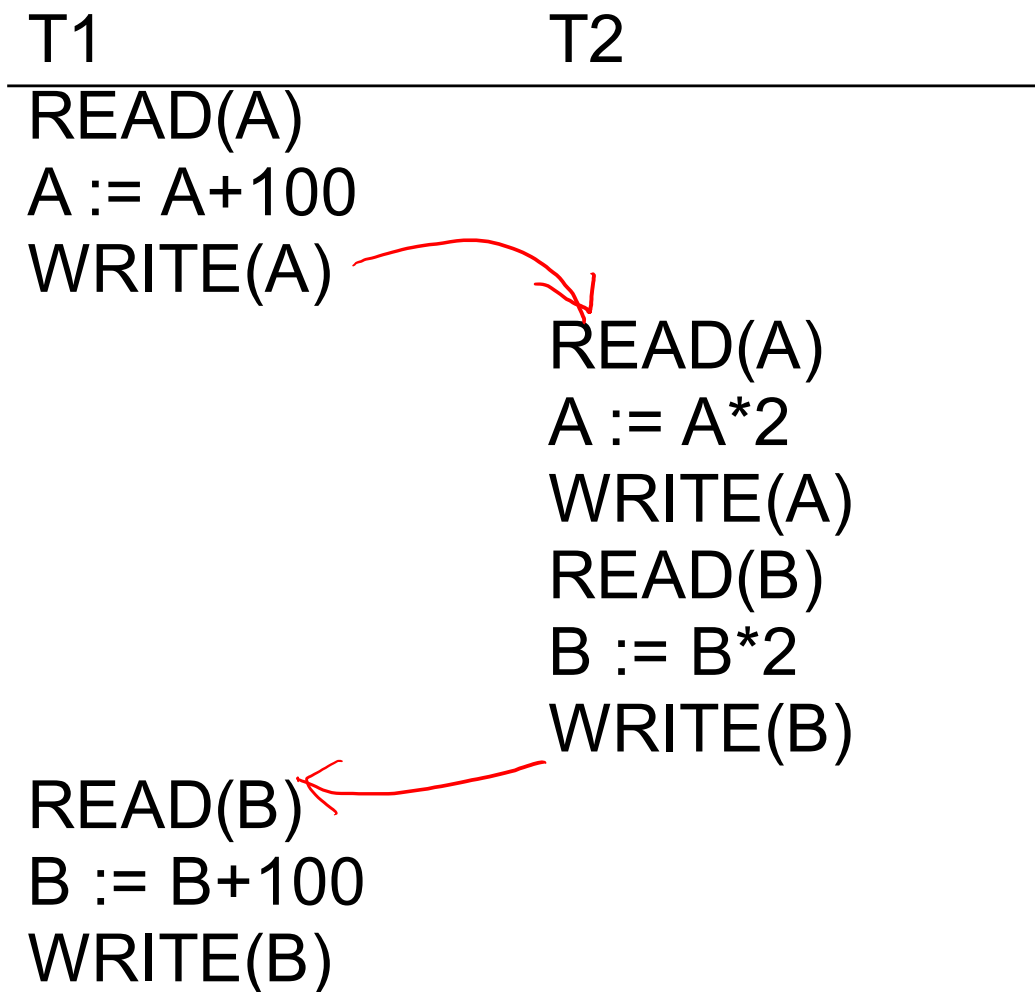 T1 T2
READ(A)
A := A+100
WRITE(A)
READ(A)
A := A*2
WRITE(A)
READ(B)
B := B*2
WRITE(B)
READ(B)
B := B+100
WRITE(B)